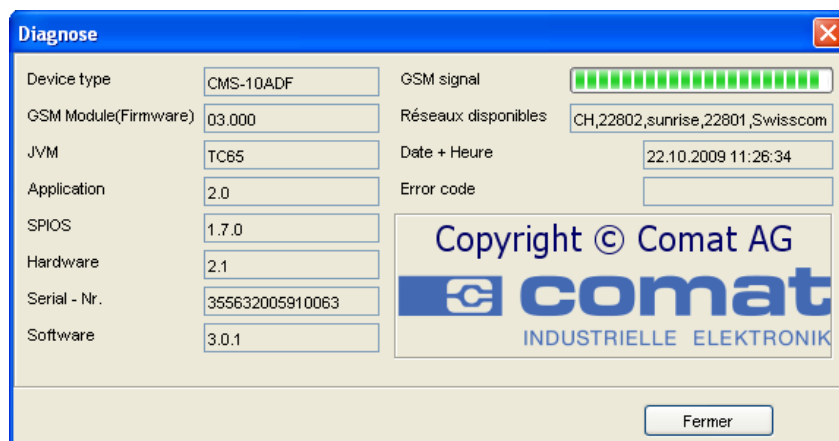 Diagnose
Device type
CMS-10ADF
GSM Module(Firmware)
03.000
JVM
TC65
Application
2.0
SPIOS
1.7.0
Hardware
2.1
Serial - Nr.
355632005910063
Software
3.0.1
GSM signal
Réseaux disponibles
CH,22802,sunrise,22801,Swisscom
Date + Heure
22.10.2009 11:26:34
Error code
Copyright © Comat AG
comat
INDUSTRIELLE ELEKTRONIK
Fermer